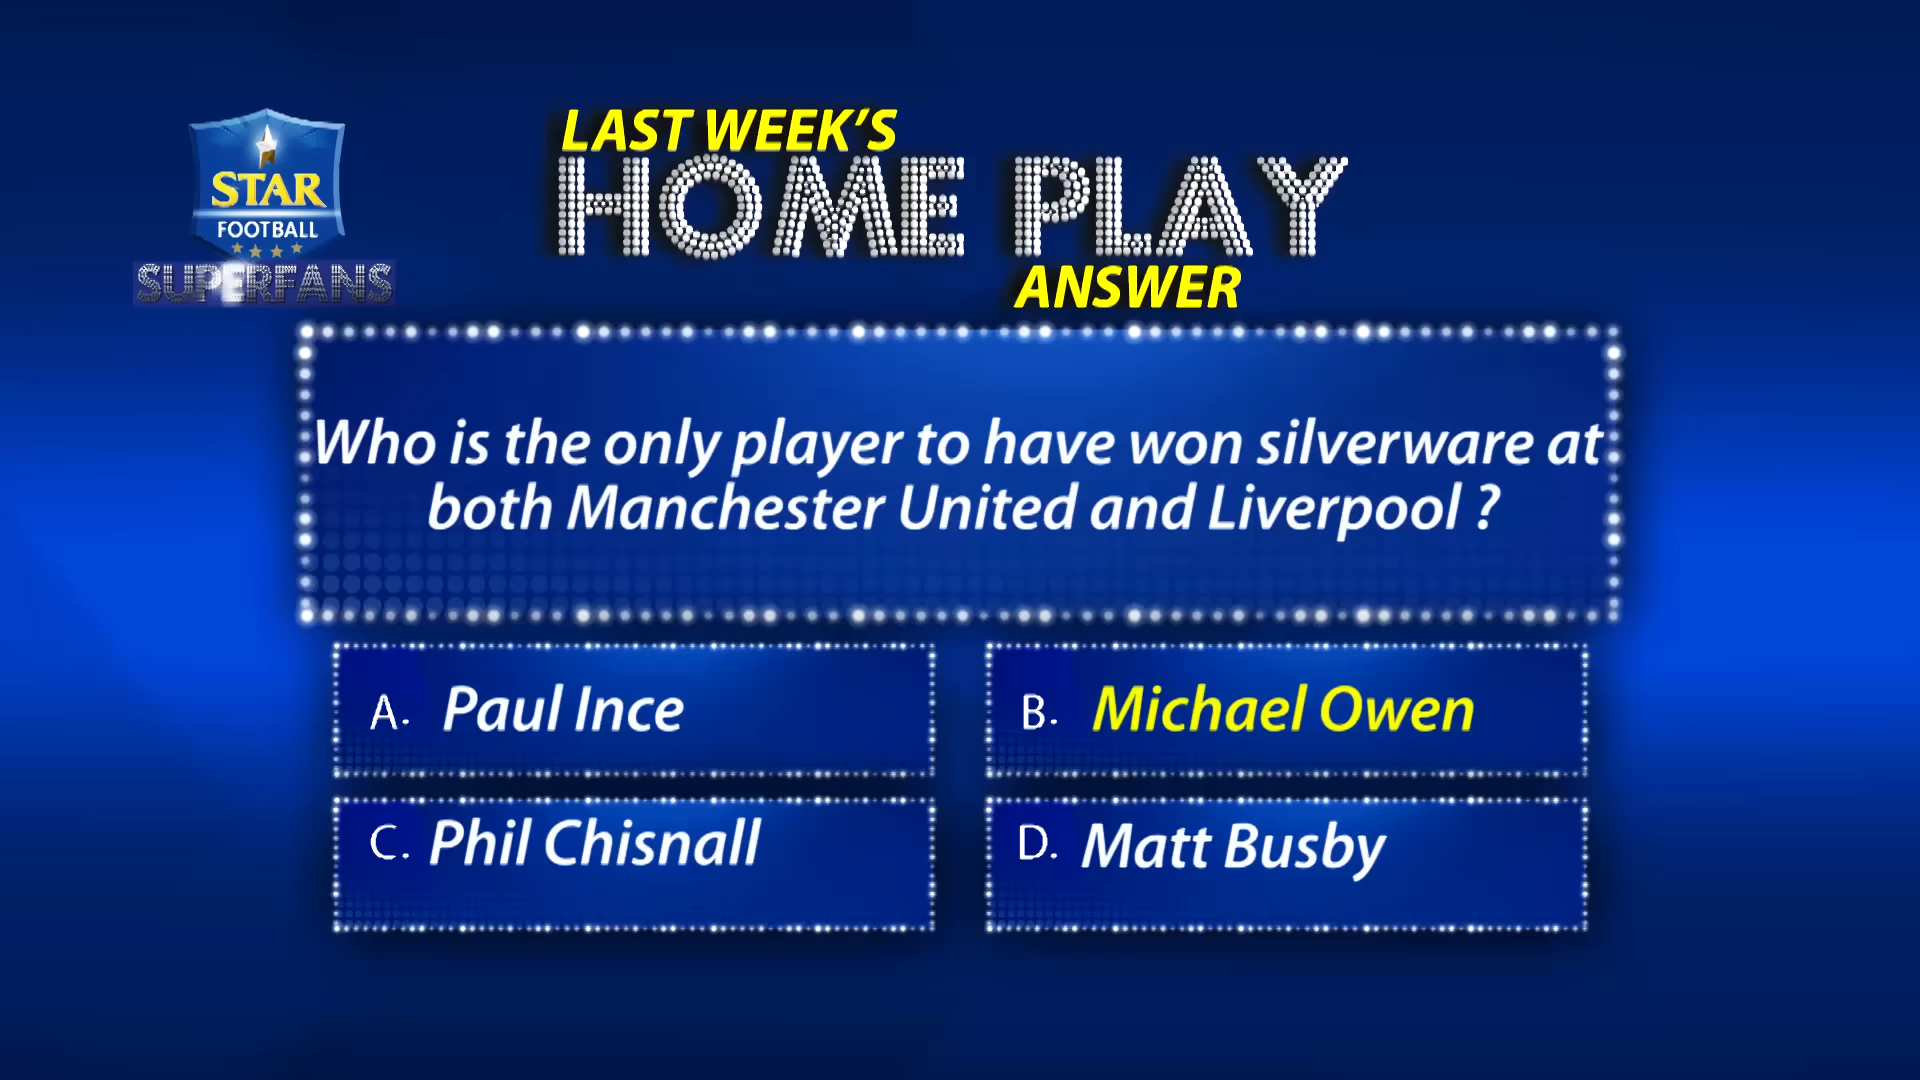 STAR
FOOTBALL
SUPERFANS
LAST WEEK'S
HOME PLAY
ANSWER
Who is the only player to have won silverware at
both Manchester United and Liverpool ?
A. Paul Ince
B. Michael Owen
C. Phil Chisnall
D. Matt Busby